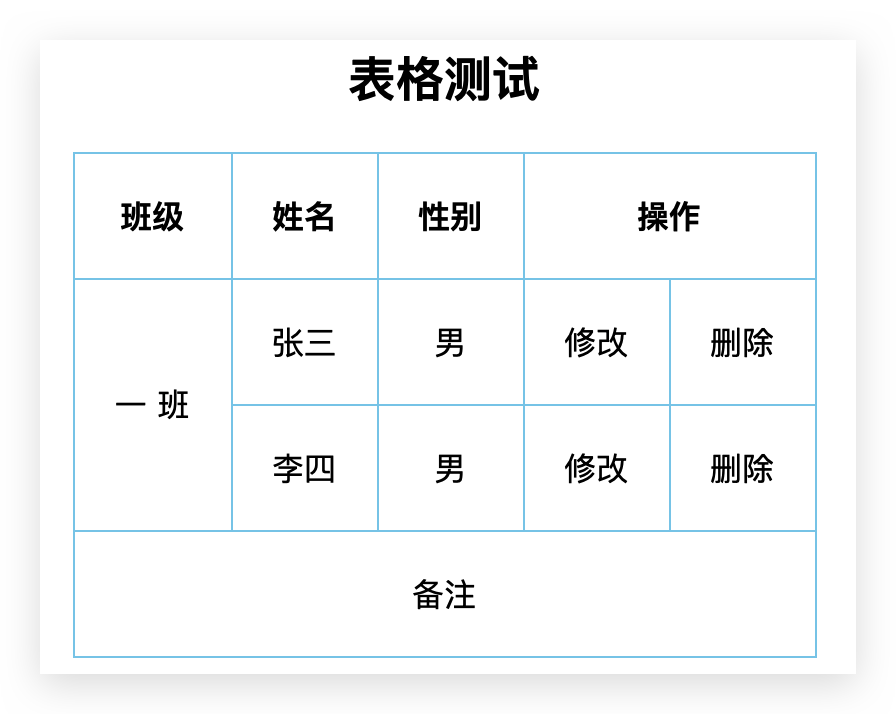 表格测试
班级 姓名 性别 操作
张三 男 修改 删除
一 班
李四 男 修改 删除
备注